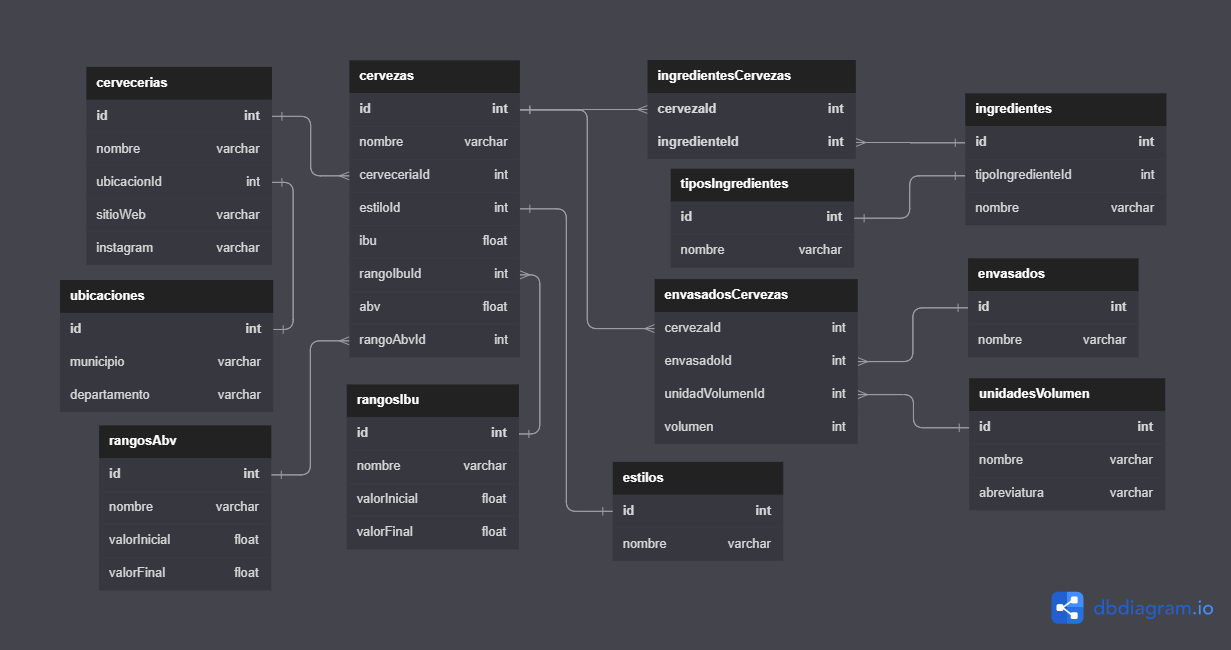 cervecerias
id int
nombre varchar
ubicacionId int
sitioWeb varchar
instagram varchar
ubicaciones
id int
municipio varchar
departamento varchar
rangosAbv
id int
nombre varchar
valorInicial float
valorFinal float
cervezas
id int
nombre varchar
cerveceriaId int
estiloId int
ibu float
rangoIbuId int
abv float
rangoAbvId int
rangosIbu
id int
nombre varchar
valorInicial float
valorFinal float
ingredientesCervezas
cervezaId int
ingredienteId int
tiposIngredientes
id int
nombre varchar
envasadosCervezas
cervezaId int
envasadoId int
unidadVolumenId int
volumen int
estilos
id int
nombre varchar
ingredientes
id int
tipoIngredienteId int
nombre varchar
envasados
id int
nombre varchar
unidadesVolumen
id int
nombre varchar
abreviatura varchar
dbdiagram.io